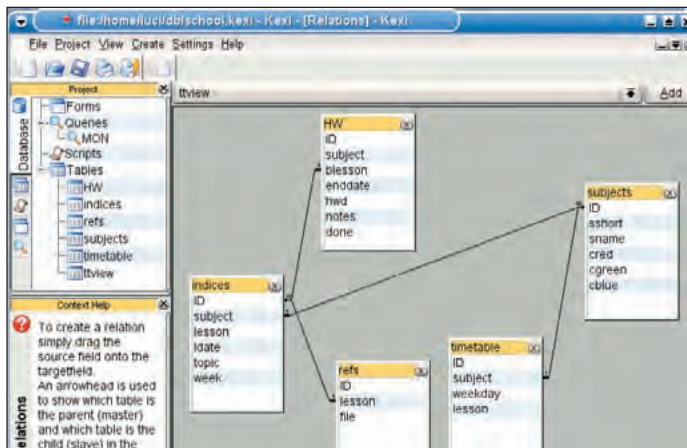 file:/home/luci/db/school.kexi - Kexi - [Relations] - Kexi
File Project View Create Settings Help
Project
Database
Forms
Queries
MON
Scripts
Tables
HW
indices
refs
subjects
timetable
ttview
Context Help
Relations
To create a relation
simply drag the
source field onto the
targetfield.
An arrowhead is used
to show which table is
the parent (master)
and which table is the
child (slave) in the
ttview
Add
HW
ID
subject
blesson
enddate
hwd
notes
done
subjects
ID
sshort
sname
cred
cgreen
cblue
indices
ID
subject
lesson
ldate
topic
week
refs
ID
lesson
file
timetable
ID
subject
weekday
lesson